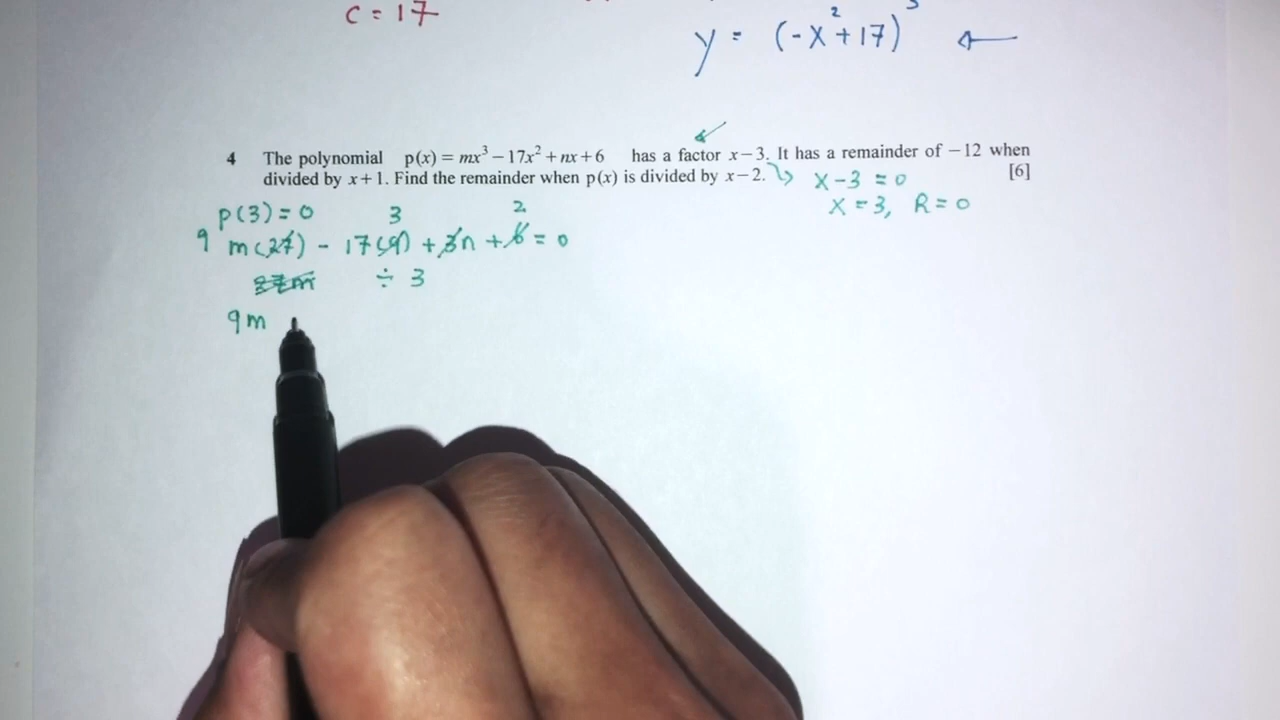 c = 17
y = (-x²+17)³
4 The polynomial p(x) = mx³ − 17x² + nx + 6 has a factor x − 3. It has a remainder of −12 when
divided by x + 1. Find the remainder when p(x) is divided by x − 2. [6]
x - 3 = 0
x = 3, R = 0
p(3) = 0
3 2
9 m(27) - 17(9) + 3n + 6 = 0
27m ÷ 3
9m